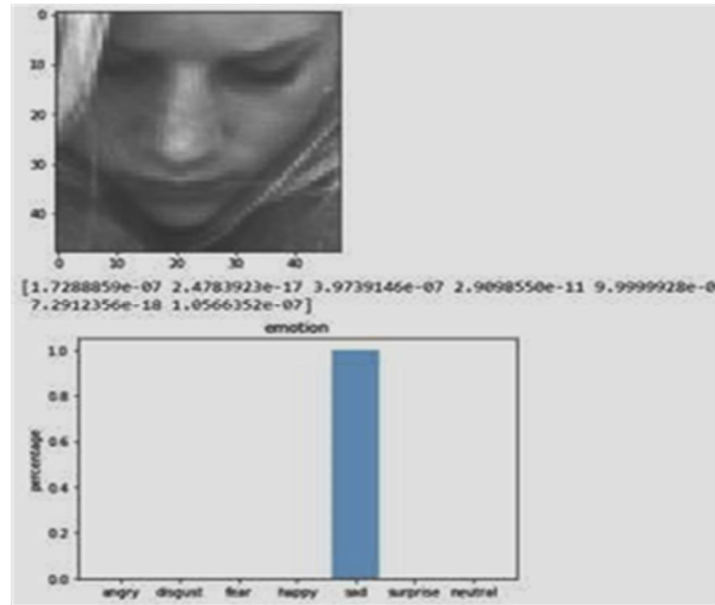 0
10
20
30
40
0 10 20 30 40
[1.7288859e-07 2.4783923e-17 3.9739146e-07 2.9098550e-11 9.9999928e-0
7.2912356e-18 1.0566352e-07]
emotion
1.0
0.8
0.6
0.4
0.2
0.0
percentage
angry disgust fear happy sad surprise neutral